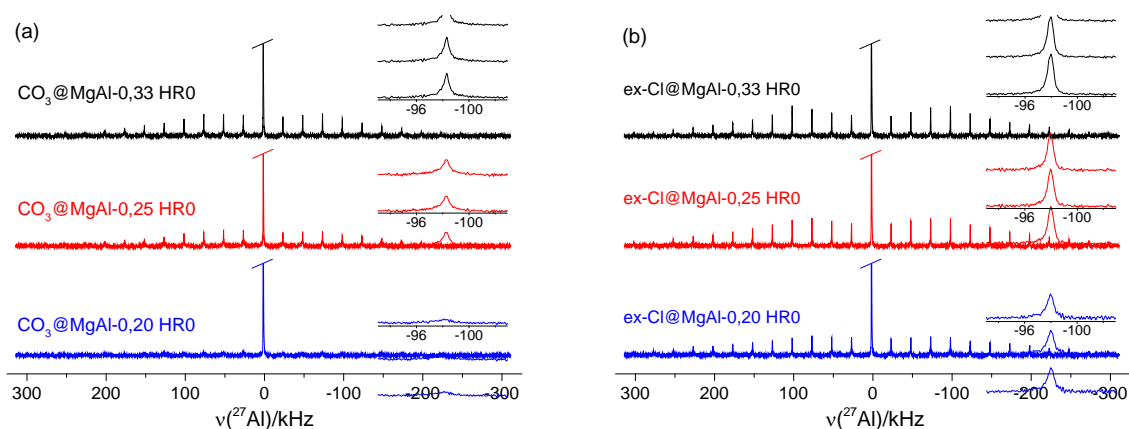 (a)
CO3@MgAl-0,33 HR0
-96 -100
CO3@MgAl-0,25 HR0
-96 -100
CO3@MgAl-0,20 HR0
-96 -100
300 200 100 0 -100 -200 -300
ν(27Al)/kHz
(b)
ex-Cl@MgAl-0,33 HR0
-96 -100
ex-Cl@MgAl-0,25 HR0
-96 -100
ex-Cl@MgAl-0,20 HR0
-96 -100
300 200 100 0 -100 -200 -300
ν(27Al)/kHz